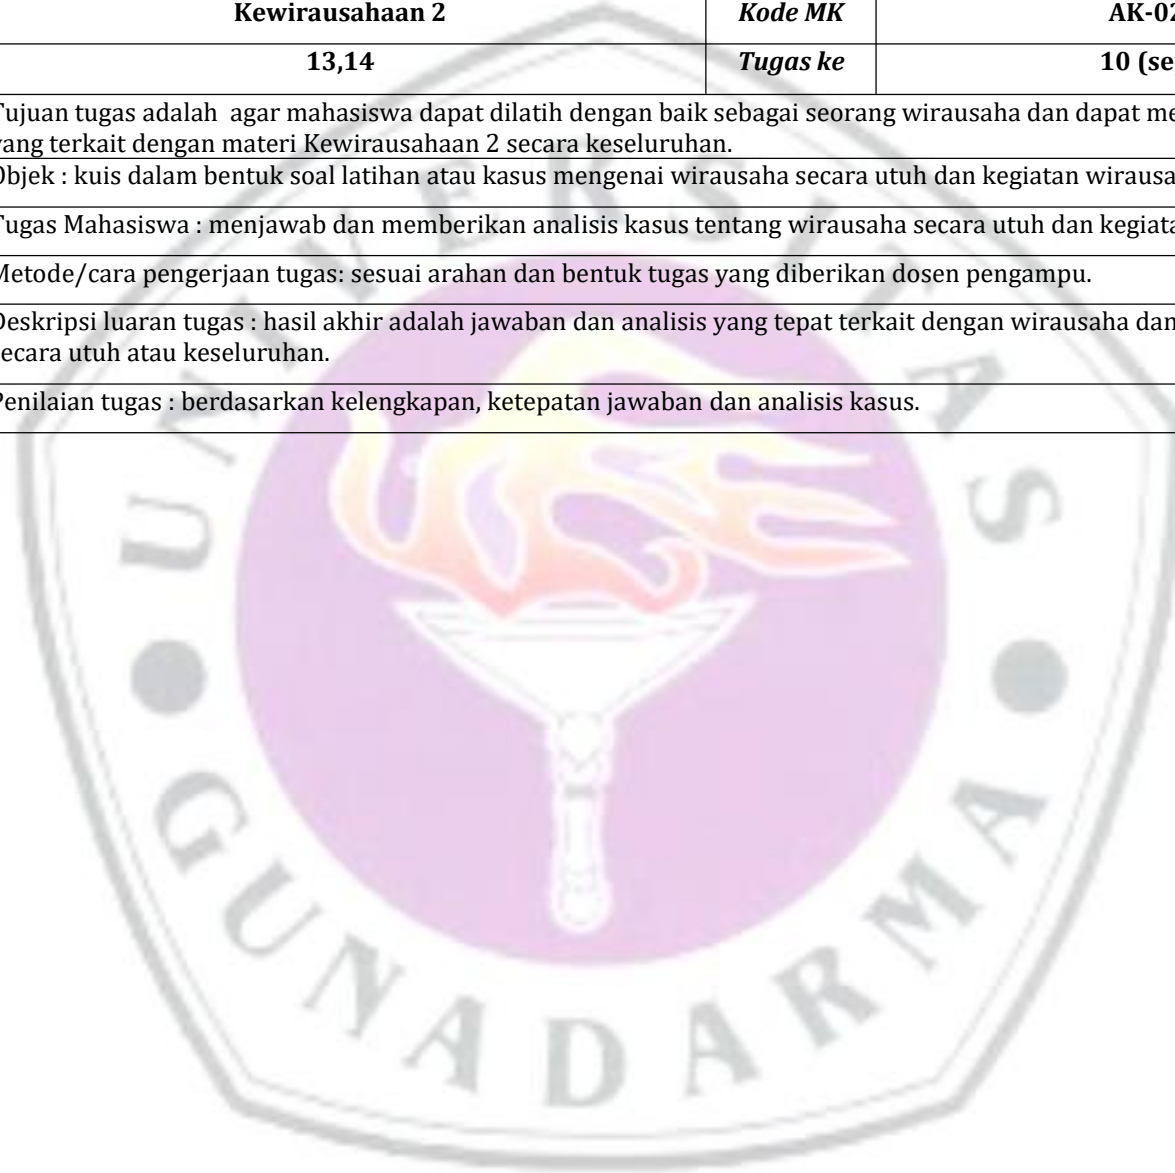 Kewirausahaan 2 Kode MK AK-02
13,14 Tugas ke 10 (se
Tujuan tugas adalah agar mahasiswa dapat dilatih dengan baik sebagai seorang wirausaha dan dapat me
yang terkait dengan materi Kewirausahaan 2 secara keseluruhan.
Objek : kuis dalam bentuk soal latihan atau kasus mengenai wirausaha secara utuh dan kegiatan wirausa
Tugas Mahasiswa : menjawab dan memberikan analisis kasus tentang wirausaha secara utuh dan kegiata
Metode/cara pengerjaan tugas: sesuai arahan dan bentuk tugas yang diberikan dosen pengampu.
Deskripsi luaran tugas : hasil akhir adalah jawaban dan analisis yang tepat terkait dengan wirausaha dan
secara utuh atau keseluruhan.
Penilaian tugas : berdasarkan kelengkapan, ketepatan jawaban dan analisis kasus.
UNIVERSITAS
GUNADARMA